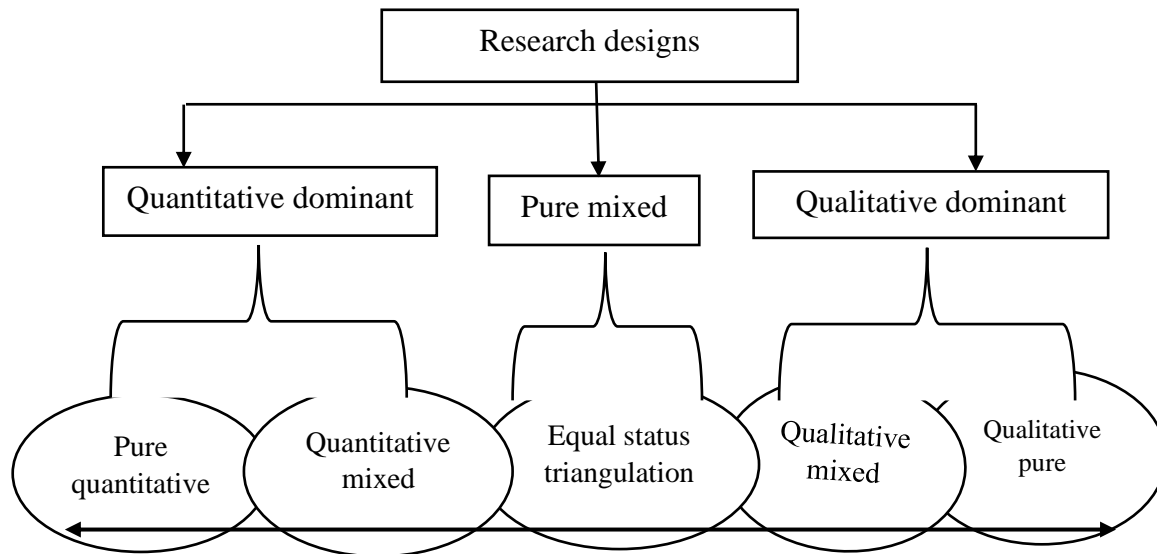 Research designs
Quantitative dominant
Pure mixed
Qualitative dominant
Pure
quantitative
Quantitative
mixed
Equal status
triangulation
Qualitative
mixed
Qualitative
pure